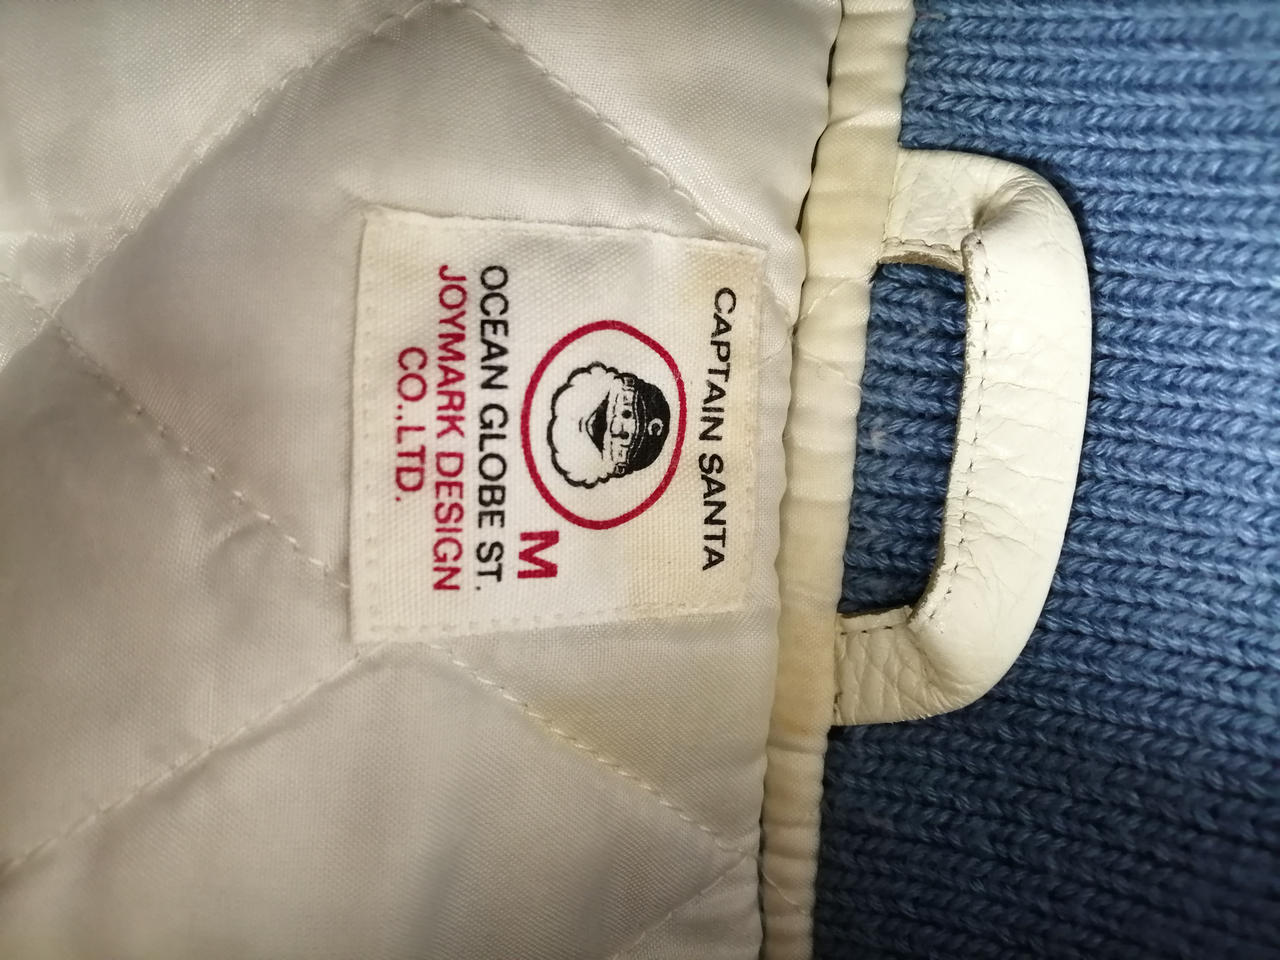 CAPTAIN SANTA
C
M
OCEAN GLOBE ST.
JOYMARK DESIGN
CO.,LTD.